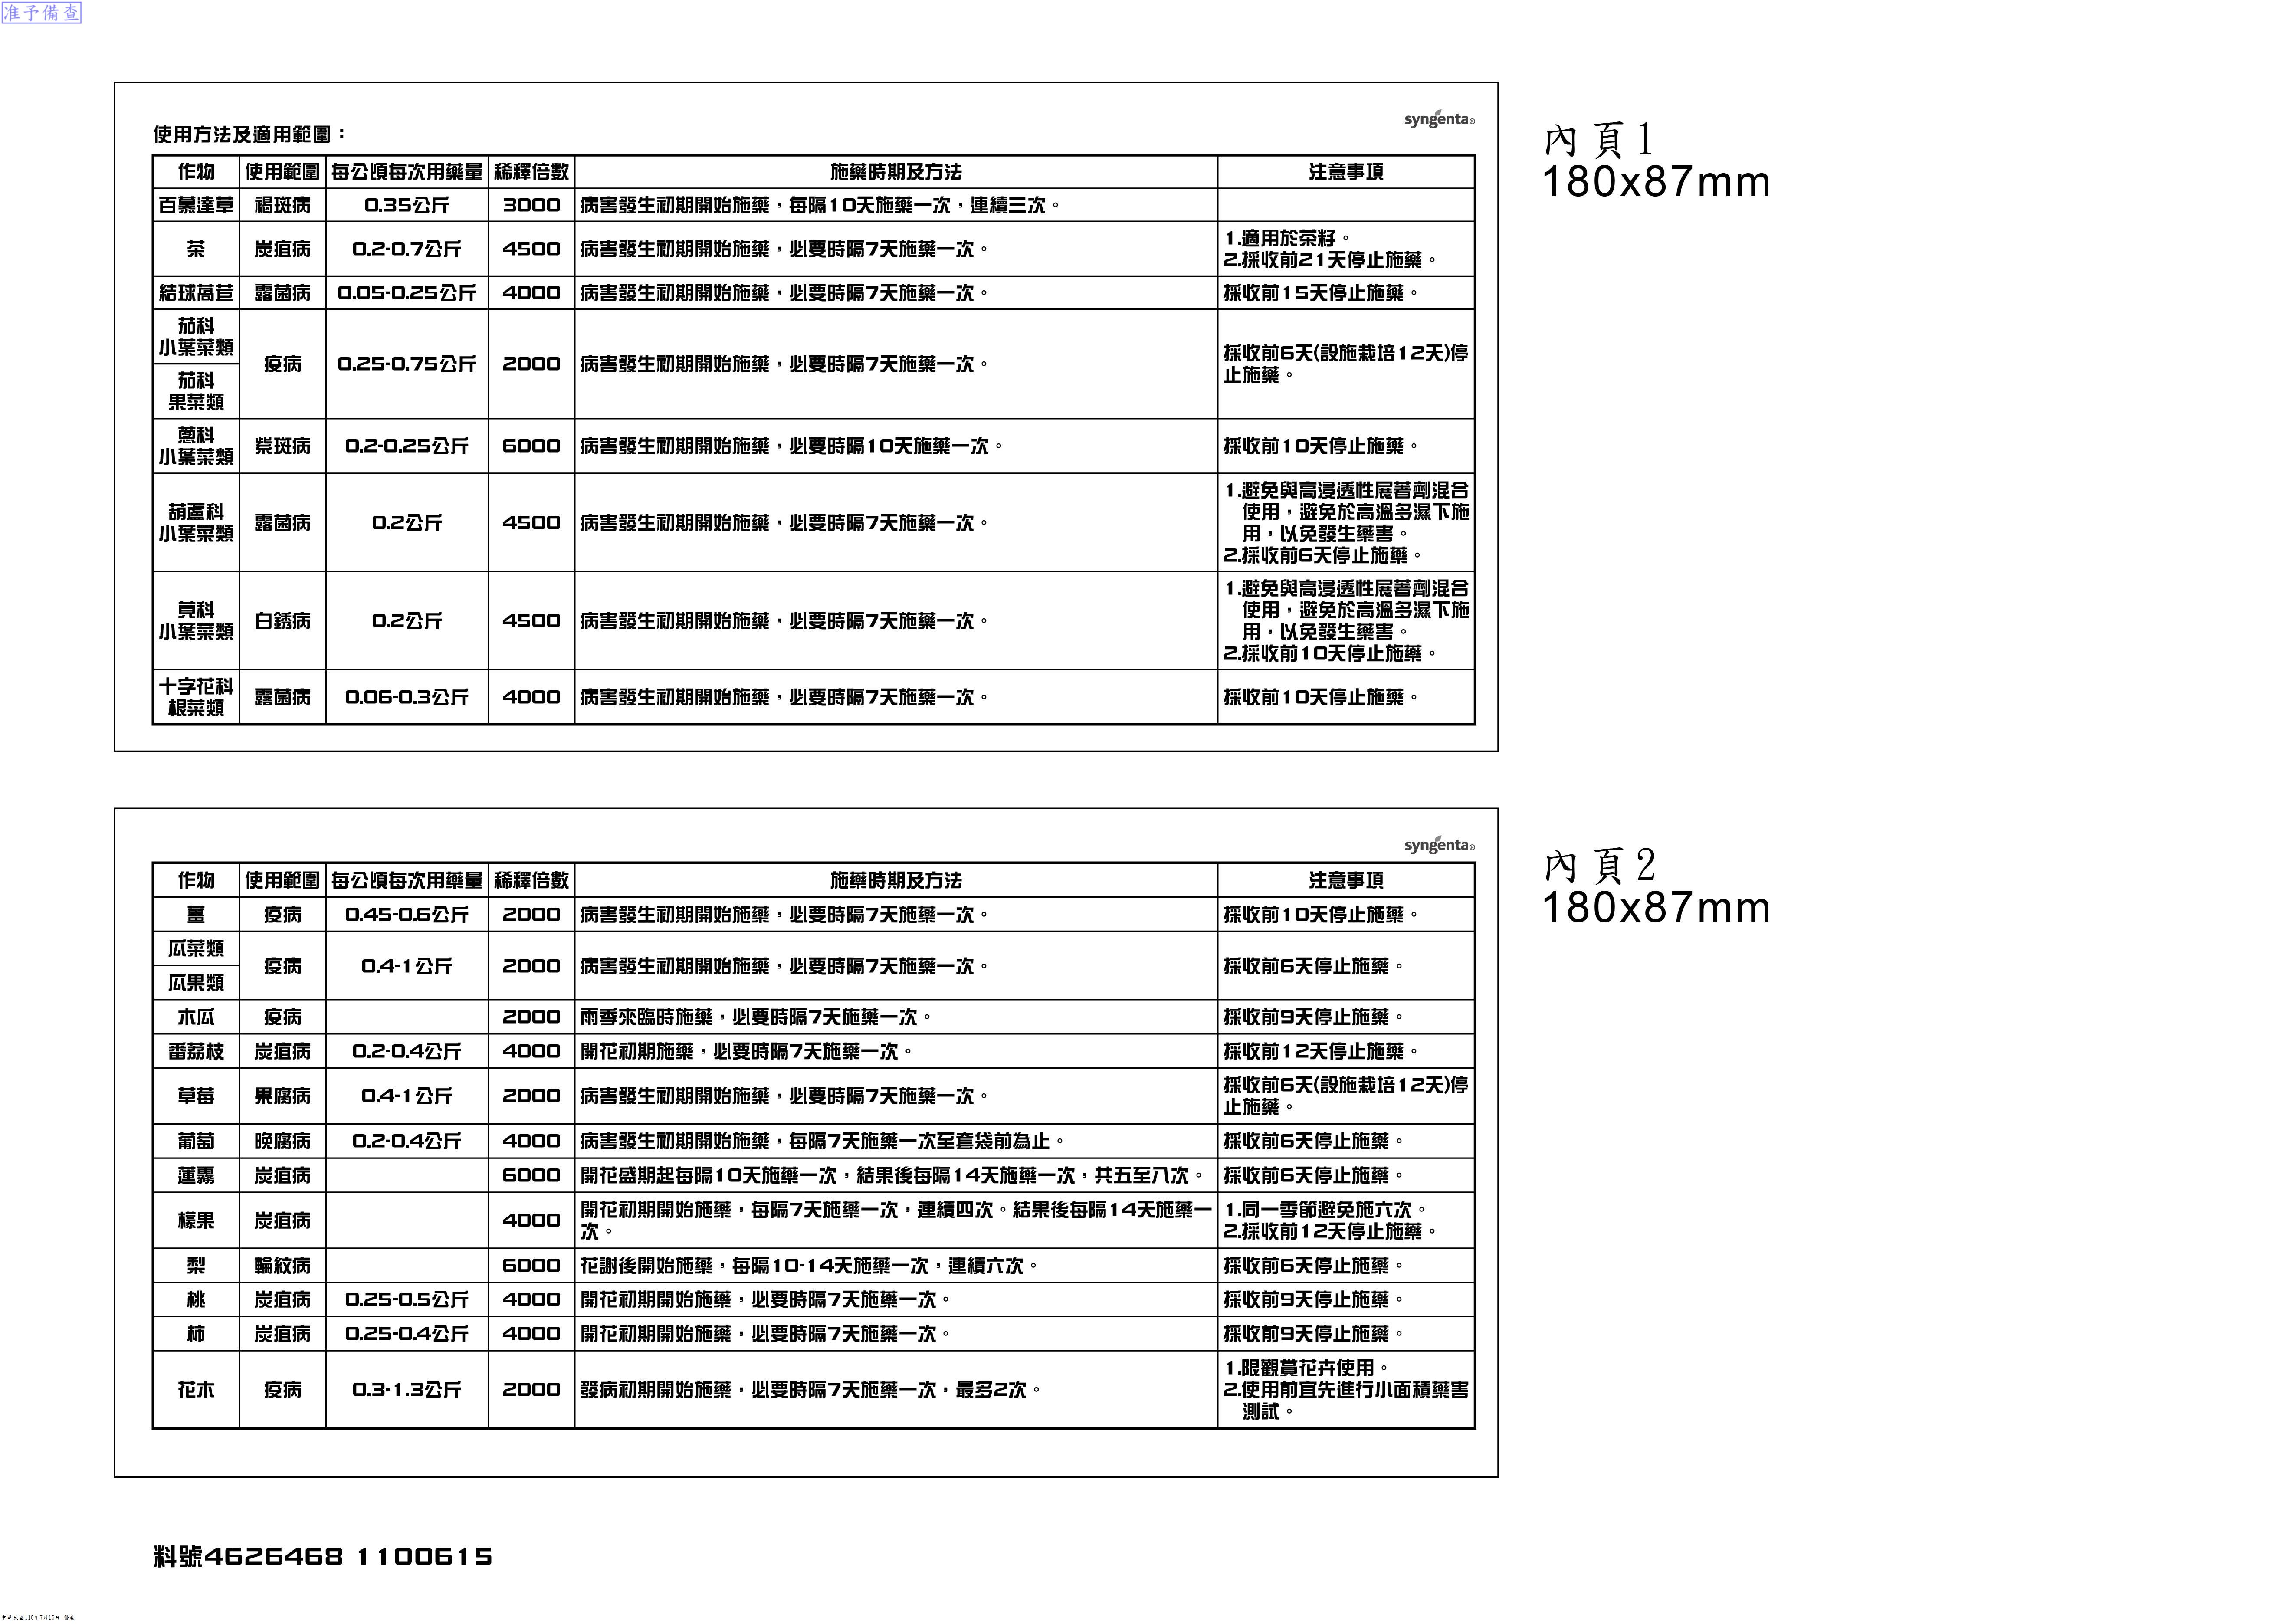 准予備查
syngenta®
內頁1
180x87mm
使用方法及適用範圍：
作物 使用範圍 每公頃每次用藥量 稀釋倍數 施藥時期及方法 注意事項
百慕達草 褐斑病 0.35公斤 3000 病害發生初期開始施藥，每隔10天施藥一次，連續三次。
茶 炭疽病 0.2-0.7公斤 4500 病害發生初期開始施藥，必要時隔7天施藥一次。
1.適用於茶籽。
2.採收前21天停止施藥。
結球萵苣 露菌病 0.05-0.25公斤 4000 病害發生初期開始施藥，必要時隔7天施藥一次。 採收前15天停止施藥。
茄科
小葉菜類
茄科
果菜類
疫病 0.25-0.75公斤 2000 病害發生初期開始施藥，必要時隔7天施藥一次。
採收前6天(設施栽培12天)停
止施藥。
蔥科
小葉菜類
紫斑病 0.2-0.25公斤 6000 病害發生初期開始施藥，必要時隔10天施藥一次。 採收前10天停止施藥。
葫蘆科
小葉菜類
露菌病 0.2公斤 4500 病害發生初期開始施藥，必要時隔7天施藥一次。
1.避免與高浸透性展著劑混合
使用，避免於高溫多濕下施
用，以免發生藥害。
2.採收前6天停止施藥。
莧科
小葉菜類
白銹病 0.2公斤 4500 病害發生初期開始施藥，必要時隔7天施藥一次。
1.避免與高浸透性展著劑混合
使用，避免於高溫多濕下施
用，以免發生藥害。
2.採收前10天停止施藥。
十字花科
根菜類
露菌病 0.06-0.3公斤 4000 病害發生初期開始施藥，必要時隔7天施藥一次。 採收前10天停止施藥。
syngenta®
內頁2
180x87mm
作物 使用範圍 每公頃每次用藥量 稀釋倍數 施藥時期及方法 注意事項
薑 疫病 0.45-0.6公斤 2000 病害發生初期開始施藥，必要時隔7天施藥一次。 採收前10天停止施藥。
瓜菜類
瓜果類
疫病 0.4-1公斤 2000 病害發生初期開始施藥，必要時隔7天施藥一次。 採收前6天停止施藥。
木瓜 疫病 2000 雨季來臨時施藥，必要時隔7天施藥一次。 採收前9天停止施藥。
番荔枝 炭疽病 0.2-0.4公斤 4000 開花初期施藥，必要時隔7天施藥一次。 採收前12天停止施藥。
草莓 果腐病 0.4-1公斤 2000 病害發生初期開始施藥，必要時隔7天施藥一次。
採收前6天(設施栽培12天)停
止施藥。
葡萄 晚腐病 0.2-0.4公斤 4000 病害發生初期開始施藥，每隔7天施藥一次至套袋前為止。 採收前6天停止施藥。
蓮霧 炭疽病 6000 開花盛期起每隔10天施藥一次，結果後每隔14天施藥一次，共五至八次。 採收前6天停止施藥。
檬果 炭疽病 4000
開花初期開始施藥，每隔7天施藥一次，連續四次。結果後每隔14天施藥一
次。
1.同一季節避免施六次。
2.採收前12天停止施藥。
梨 輪紋病 6000 花謝後開始施藥，每隔10-14天施藥一次，連續六次。 採收前6天停止施藥。
桃 炭疽病 0.25-0.5公斤 4000 開花初期開始施藥，必要時隔7天施藥一次。 採收前9天停止施藥。
柿 炭疽病 0.25-0.4公斤 4000 開花初期開始施藥，必要時隔7天施藥一次。 採收前9天停止施藥。
花木 疫病 0.3-1.3公斤 2000 發病初期開始施藥，必要時隔7天施藥一次，最多2次。
1.限觀賞花卉使用。
2.使用前宜先進行小面積藥害
測試。
料號4626468 1100615
中華民國110年7月16日